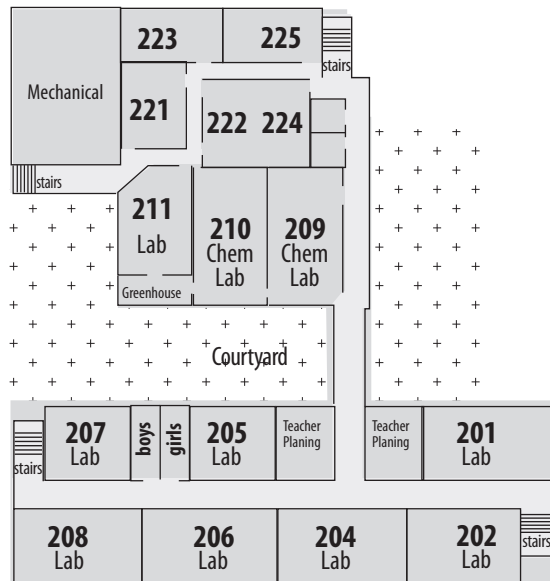 223
225
stairs
Mechanical
221
222
224
stairs
211
Lab
210
Chem
Lab
209
Chem
Lab
Greenhouse
Courtyard
207
Lab
boys
girls
205
Lab
Teacher
Planing
Teacher
Planing
201
Lab
stairs
208
Lab
206
Lab
204
Lab
202
Lab
stairs